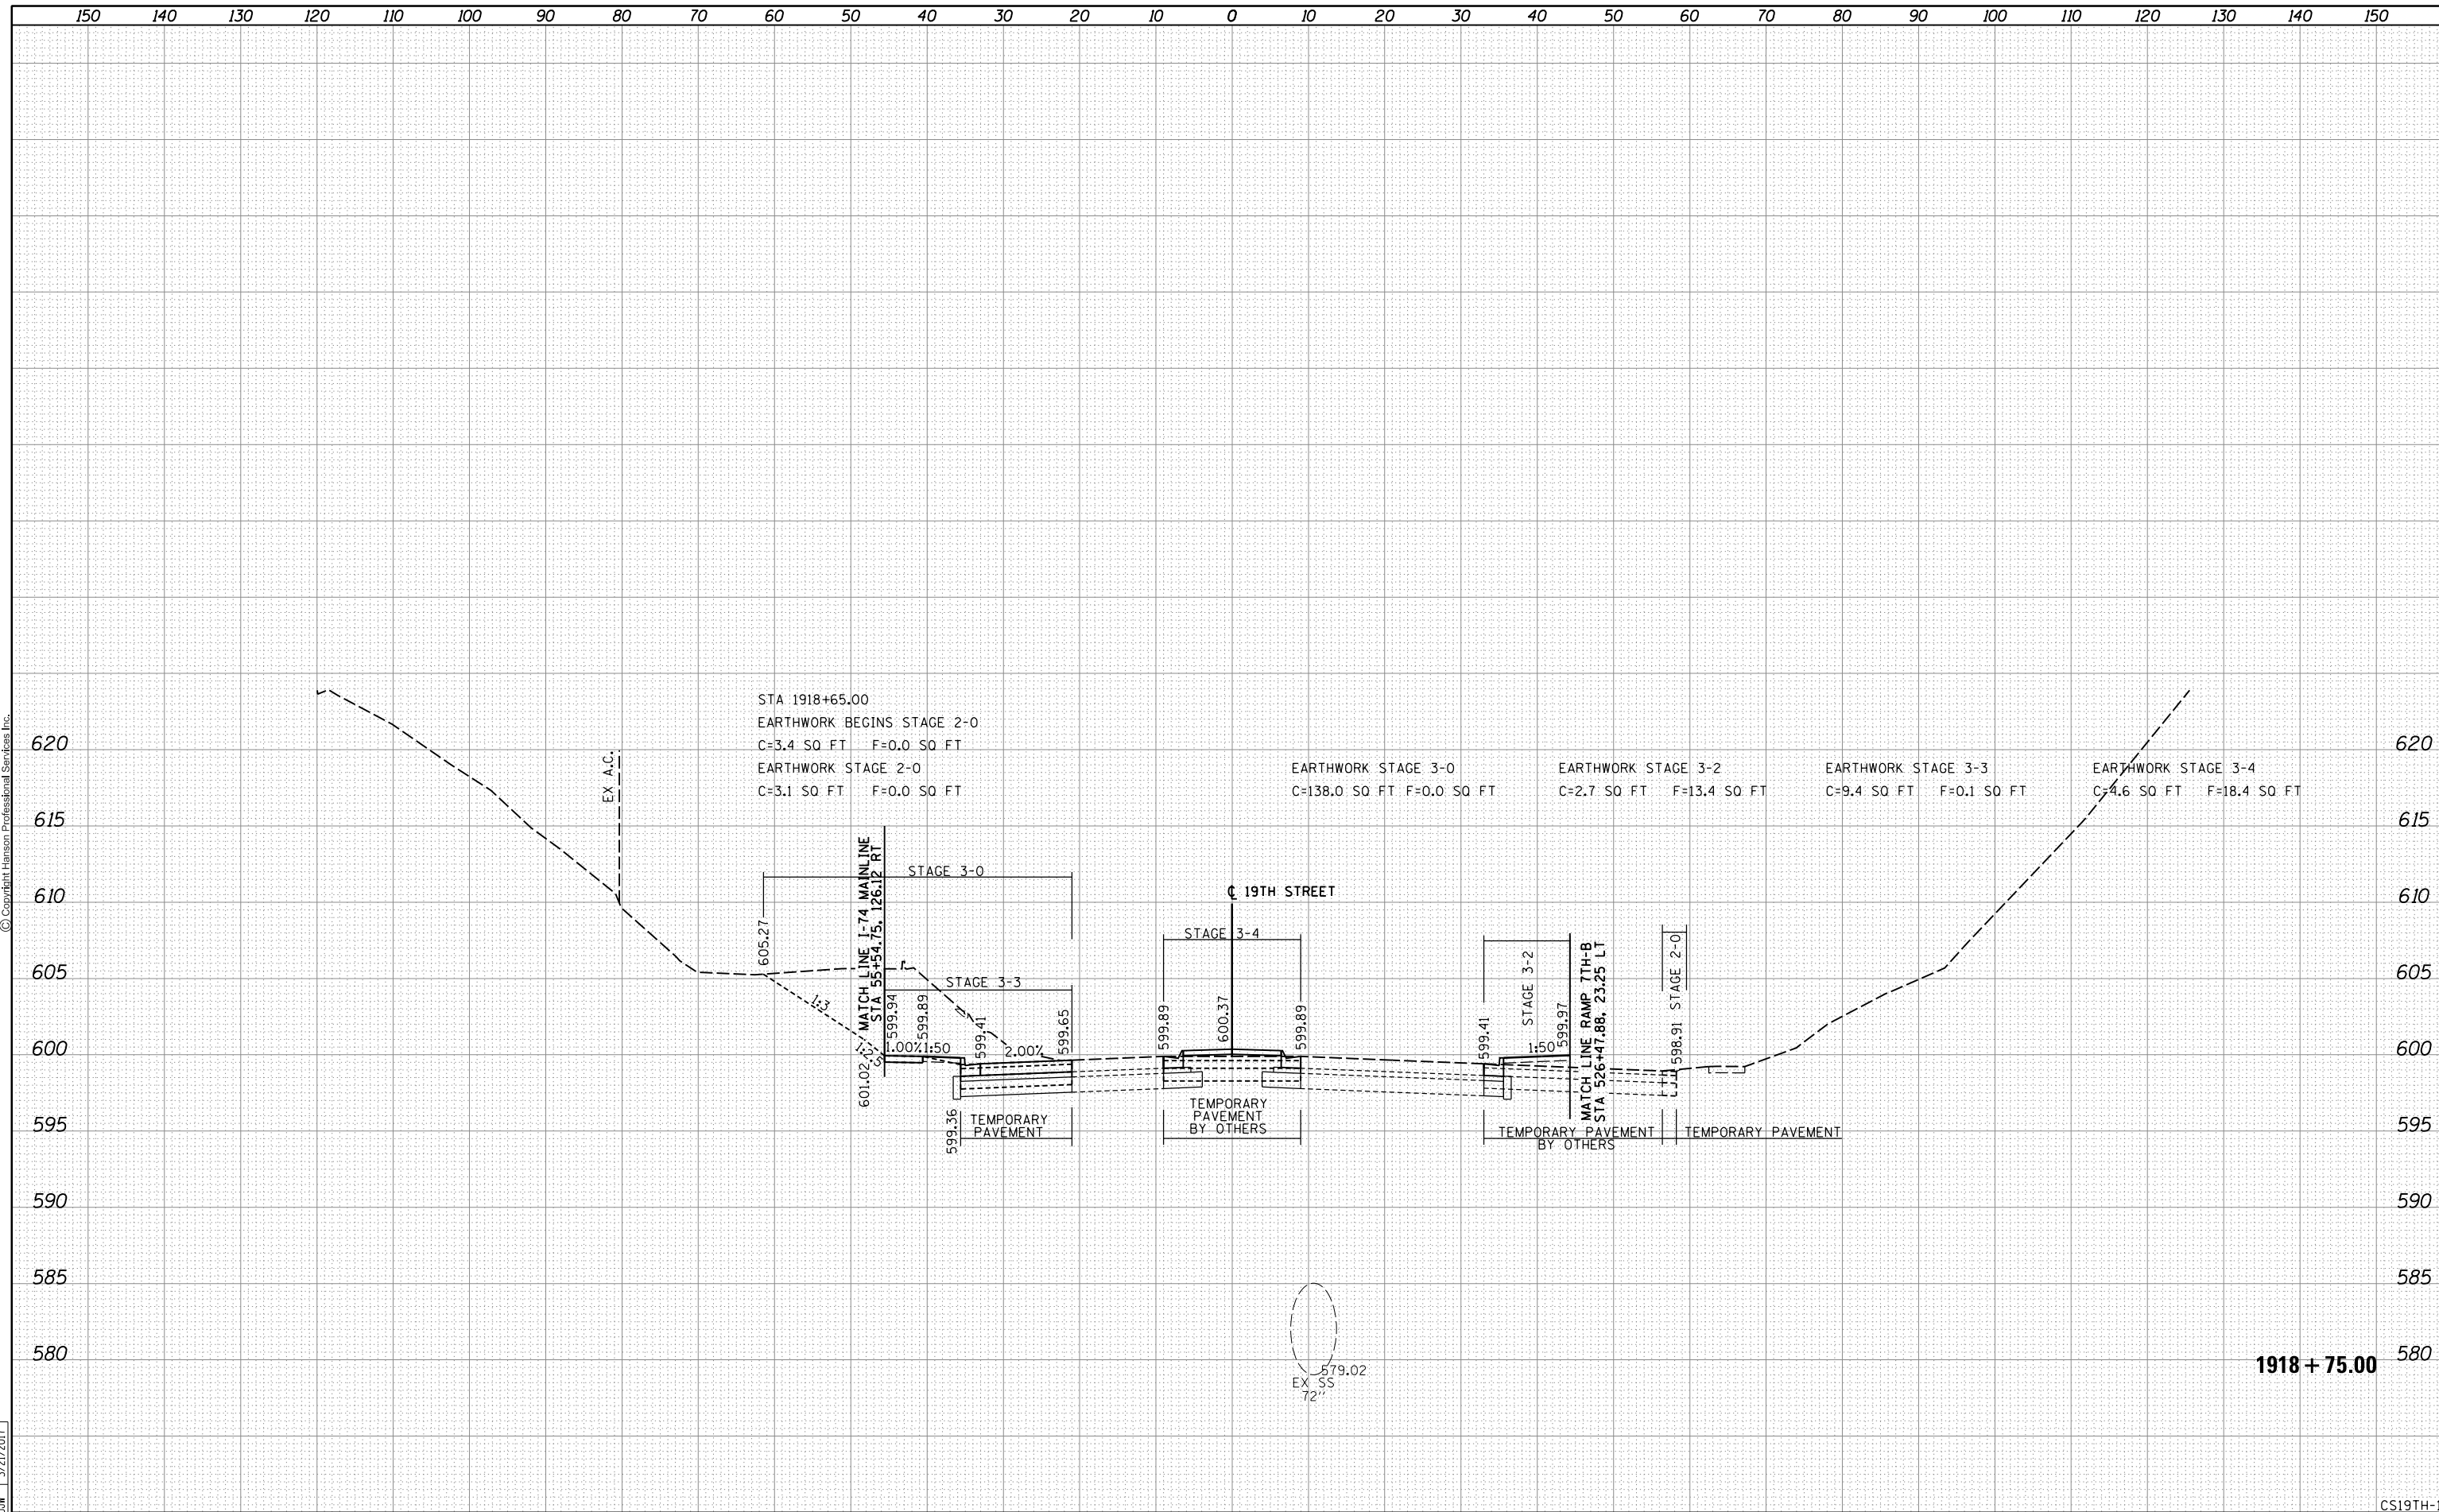 150 140 130 120 110 100 90 80 70 60 50 40 30 20 10 0 10 20 30 40 50 60 70 80 90 100 110 120 130 140 150
STA 1918+65.00
EARTHWORK BEGINS STAGE 2-0
C=3.4 SQ FT F=0.0 SQ FT
EARTHWORK STAGE 2-0
C=3.1 SQ FT F=0.0 SQ FT
EARTHWORK STAGE 3-0
C=138.0 SQ FT F=0.0 SQ FT
EARTHWORK STAGE 3-2
C=2.7 SQ FT F=13.4 SQ FT
EARTHWORK STAGE 3-3
C=9.4 SQ FT F=0.1 SQ FT
EARTHWORK STAGE 3-4
C=4.6 SQ FT F=18.4 SQ FT
620
615
610
605
600
595
590
585
580
620
615
610
605
600
595
590
585
580
© Copyright Hanson Professional Services Inc.
EX A.C.
STAGE 3-0
605.27
MATCH LINE I-74 MAINLINE
STA 55+54.75, 126.12 RT
601.02
STAGE 3-3
599.94
599.89
599.41
599.65
1:3
1:2.5
1.00%
1:50
2.00%
599.36
TEMPORARY
PAVEMENT
℄ 19TH STREET
STAGE 3-4
599.89
600.37
599.89
TEMPORARY
PAVEMENT
BY OTHERS
STAGE 3-2
599.41
599.97
1:50
MATCH LINE RAMP 7TH-B
STA 526+47.88, 23.25 LT
STAGE 2-0
598.91
TEMPORARY PAVEMENT
BY OTHERS
TEMPORARY PAVEMENT
579.02
EX SS
72"
1918+75.00
CS19TH-1